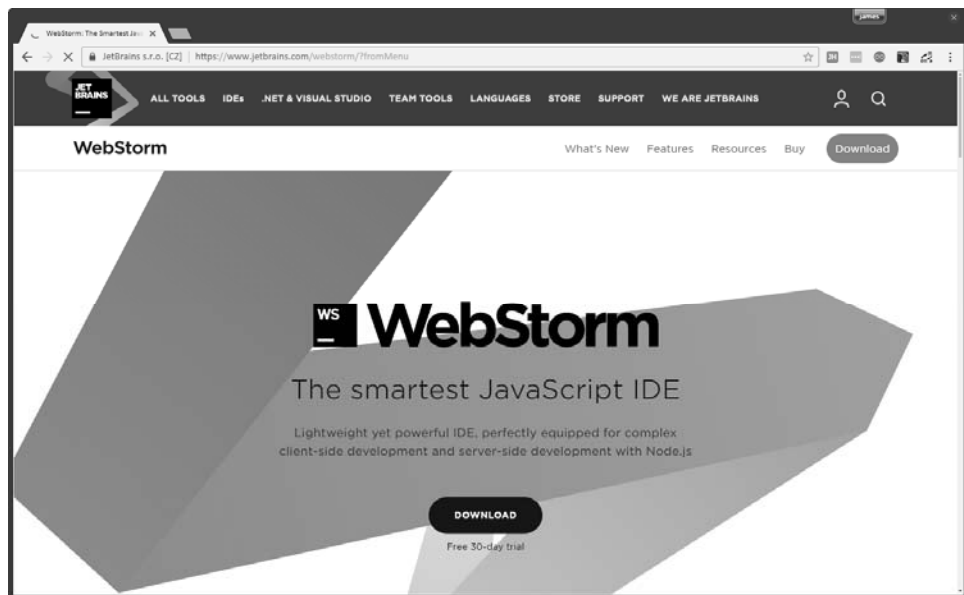 james
WebStorm: The Smartest Java
JetBrains s.r.o. [CZ] https://www.jetbrains.com/webstorm/?fromMenu
JET
BRAINS
ALL TOOLS IDEs .NET & VISUAL STUDIO TEAM TOOLS LANGUAGES STORE SUPPORT WE ARE JETBRAINS
WebStorm What's New Features Resources Buy Download
WS WebStorm
The smartest JavaScript IDE
Lightweight yet powerful IDE, perfectly equipped for complex
client-side development and server-side development with Node.js
DOWNLOAD
Free 30-day trial